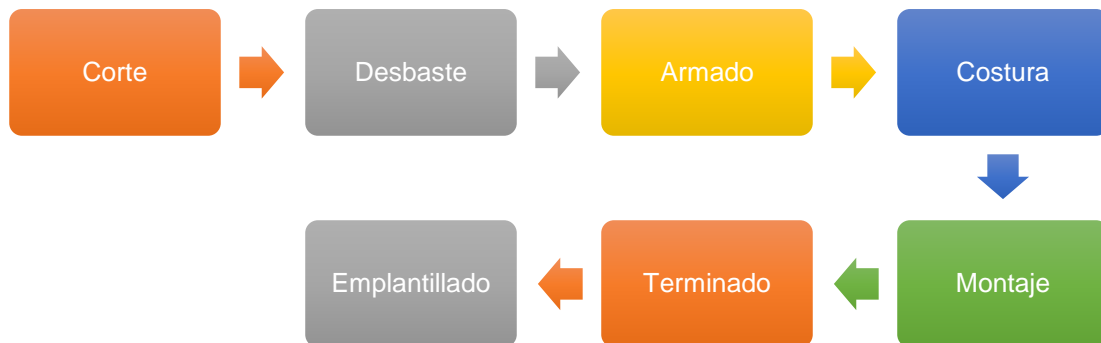 Corte
Desbaste
Armado
Costura
Montaje
Terminado
Emplantillado